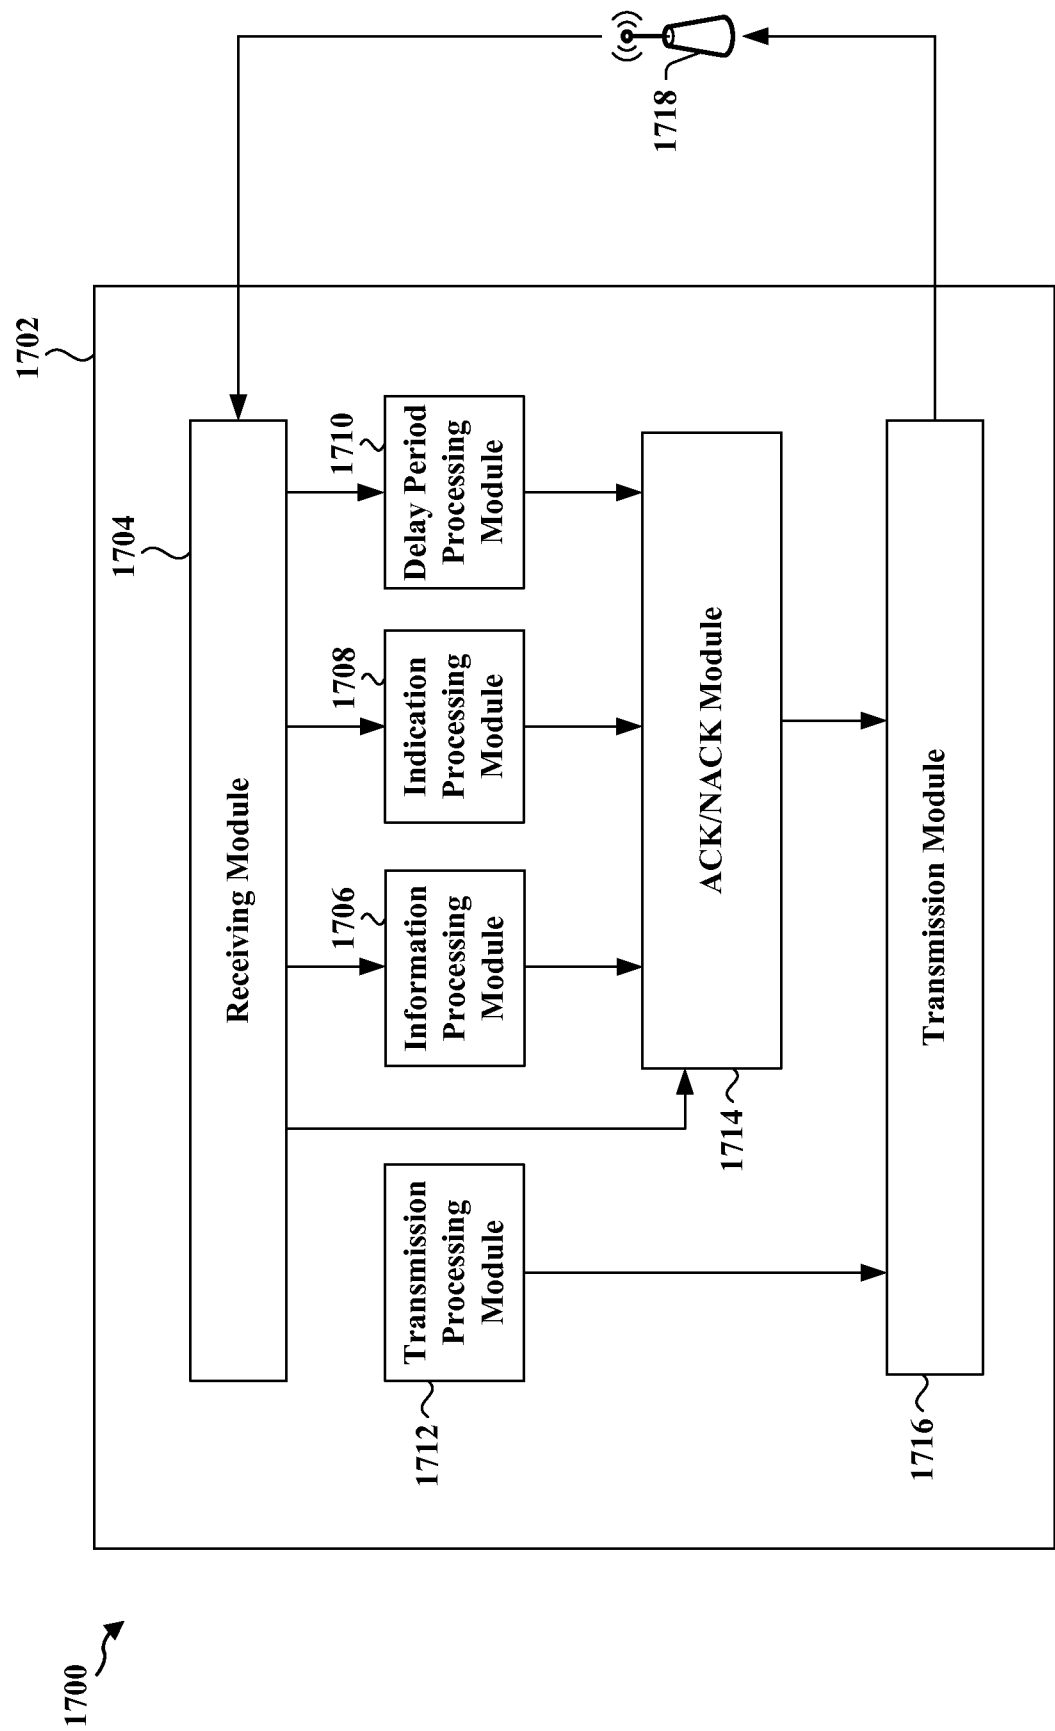 1700
1702
1704
Receiving Module
1712
Transmission
Processing
Module
1706
Information
Processing
Module
1708
Indication
Processing
Module
1710
Delay Period
Processing
Module
1714
ACK/NACK Module
1716
Transmission Module
1718